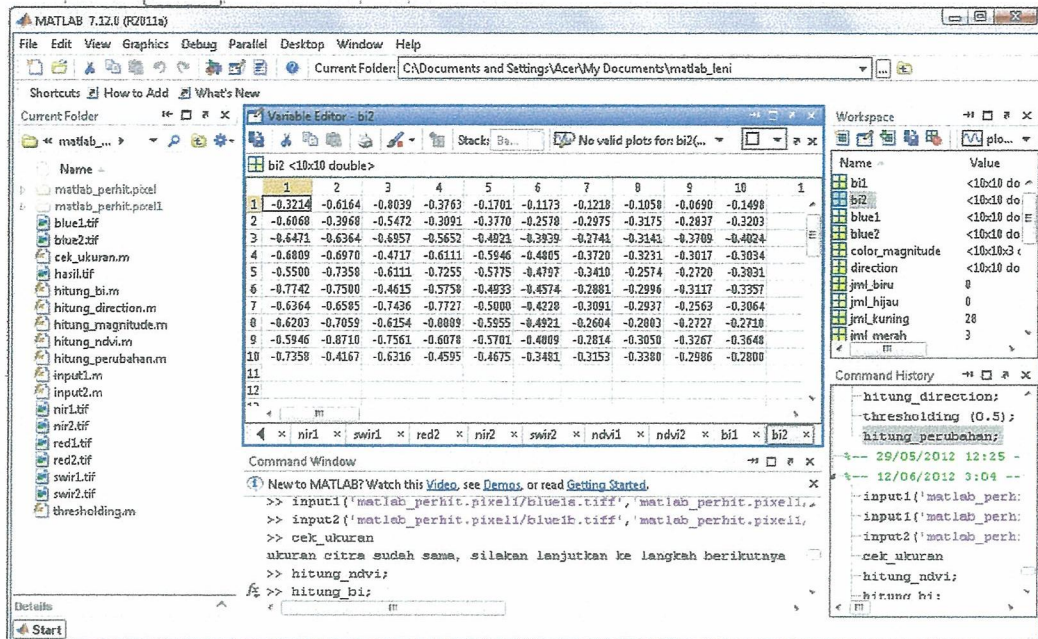 MATLAB 7.12.0 (R2011a)
File Edit View Graphics Debug Parallel Desktop Window Help
Current Folder: C:\Documents and Settings\Acer\My Documents\matlab_leni
Shortcuts How to Add What's New
Current Folder
« matlab_...
Name
matlab_perhit.pixel
matlab_perhit.pixel1
blue1.tif
blue2.tif
cek_ukuran.m
hasil.tif
hitung_bi.m
hitung_direction.m
hitung_magnitude.m
hitung_ndvi.m
hitung_perubahan.m
input1.m
input2.m
nir1.tif
nir2.tif
red1.tif
red2.tif
swir1.tif
swir2.tif
thresholding.m
Details
Start
Variable Editor - bi2
Stack: Ba... No valid plots for: bi2(...
bi2 <10x10 double>
1 2 3 4 5 6 7 8 9 10 1
1 -0.3214 -0.6164 -0.8039 -0.3763 -0.1701 -0.1173 -0.1218 -0.1058 -0.0690 -0.1498
2 -0.6068 -0.3968 -0.5472 -0.3091 -0.3770 -0.2578 -0.2975 -0.3175 -0.2837 -0.3203
3 -0.6471 -0.6364 -0.6957 -0.5652 -0.4921 -0.3939 -0.2741 -0.3141 -0.3709 -0.4024
4 -0.6809 -0.6970 -0.4717 -0.6111 -0.5946 -0.4805 -0.3720 -0.3231 -0.3017 -0.3034
5 -0.5500 -0.7358 -0.6111 -0.7255 -0.5775 -0.4797 -0.3410 -0.2574 -0.2720 -0.3031
6 -0.7742 -0.7500 -0.4615 -0.5758 -0.4933 -0.4574 -0.2881 -0.2996 -0.3117 -0.3357
7 -0.6364 -0.6585 -0.7436 -0.7727 -0.5000 -0.4228 -0.3091 -0.2937 -0.2563 -0.3064
8 -0.6203 -0.7059 -0.6154 -0.8089 -0.5955 -0.4921 -0.2604 -0.2803 -0.2727 -0.2710
9 -0.5946 -0.8710 -0.7561 -0.6078 -0.5701 -0.4809 -0.2814 -0.3050 -0.3267 -0.3648
10 -0.7358 -0.4167 -0.6316 -0.4595 -0.4675 -0.3481 -0.3153 -0.3380 -0.2986 -0.2800
11
12
nir1 swir1 red2 nir2 swir2 ndvi1 ndvi2 bi1 bi2
Command Window
New to MATLAB? Watch this Video, see Demos, or read Getting Started.
>> input1('matlab_perhit.pixel1/blue1s.tiff','matlab_perhit.pixel1,
>> input2('matlab_perhit.pixel1/blue1b.tiff','matlab_perhit.pixel1,
>> cek_ukuran
ukuran citra sudah sama, silakan lanjutkan ke langkah berikutnya
>> hitung_ndvi;
fx >> hitung_bi;
Workspace
plo...
Name Value
bi1 <10x10 do
bi2 <10x10 do
blue1 <10x10 do
blue2 <10x10 do
color_magnitude <10x10x3
direction <10x10 do
jml_biru 0
jml_hijau 0
jml_kuning 28
jml_merah 3
Command History
hitung_direction;
thresholding (0.5);
hitung_perubahan;
%-- 29/05/2012 12:25 -
%-- 12/06/2012 3:04 --
input1('matlab_perh:
input1('matlab_perh:
input2('matlab_perh:
cek_ukuran
hitung_ndvi;
hitung_bi;